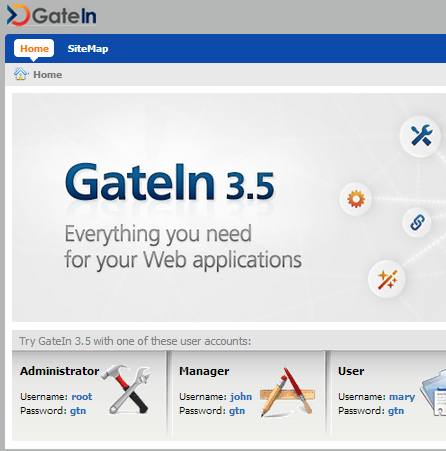 GateIn
Home SiteMap
Home
GateIn 3.5
Everything you need
for your Web applications
Try GateIn 3.5 with one of these user accounts:
Administrator
Username: root
Password: gtn
Manager
Username: john
Password: gtn
User
Username: mary
Password: gtn